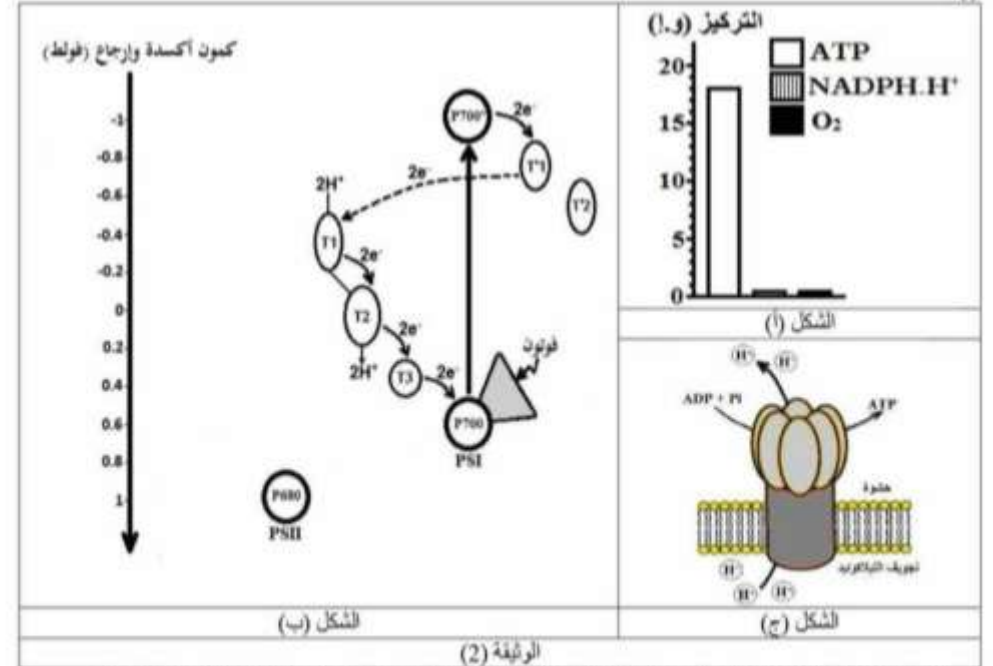 التركيز (و.إ)
20
15
10
5
0
ATP
NADPH.H⁺
O₂
الشكل (أ)
كمون أكسدة وإرجاع (فولط)
-1
-0.8
-0.6
-0.4
-0.2
0
0.2
0.4
0.6
0.8
1
P700*
2e⁻
T'1
T'2
2e⁻
2H⁺
T1
2e⁻
T2
2e⁻
2H⁺
T3
2e⁻
فوتون
P700
PSI
P680
PSII
الشكل (ب)
H⁺
H⁺
ADP + Pi
ATP
حشوة
تجويف التيلاكويد
H⁺
H⁺
H⁺
الشكل (ج)
الوثيقة (2)